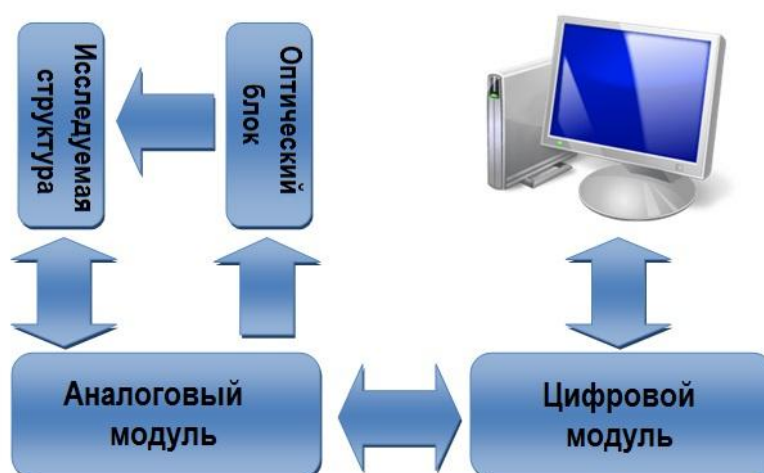 Исследуемая
структура
Оптический
блок
Аналоговый
модуль
Цифровой
модуль